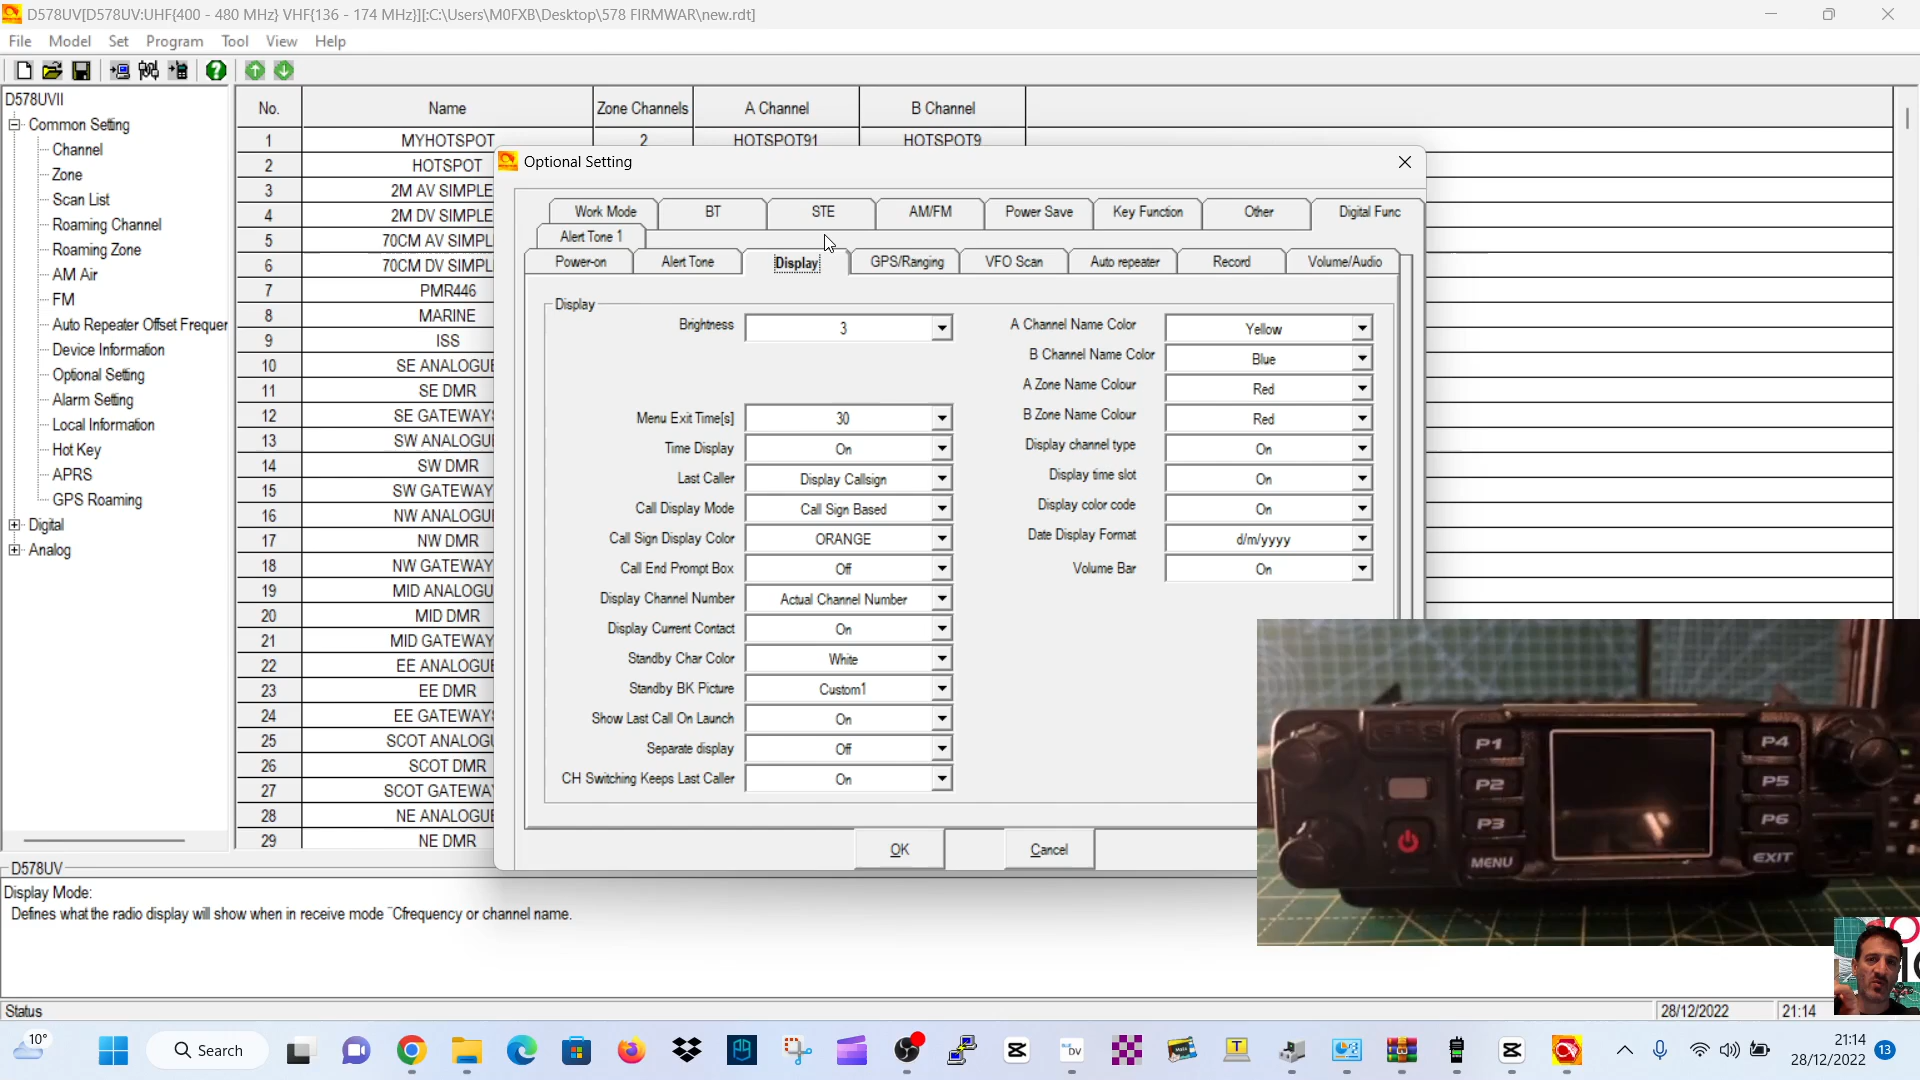 D578UV[D578UV:UHF{400 - 480 MHz} VHF{136 - 174 MHz}][:C:\Users\M0FXB\Desktop\578 FIRMWAR\new.rdt]
File Model Set Program Tool View Help
D578UVII
Common Setting
Channel
Zone
Scan List
Roaming Channel
Roaming Zone
AM Air
FM
Auto Repeater Offset Frequer
Device Information
Optional Setting
Alarm Setting
Local Information
Hot Key
APRS
GPS Roaming
Digital
Analog
No. Name Zone Channels A Channel B Channel
1 MYHOTSPOT 2 HOTSPOT91 HOTSPOT9
2 HOTSPOT
3 2M AV SIMPLE
4 2M DV SIMPLE
5 70CM AV SIMPL
6 70CM DV SIMPL
7 PMR446
8 MARINE
9 ISS
10 SE ANALOGUE
11 SE DMR
12 SE GATEWAYS
13 SW ANALOGUE
14 SW DMR
15 SW GATEWAY
16 NW ANALOGU
17 NW DMR
18 NW GATEWAY
19 MID ANALOGU
20 MID DMR
21 MID GATEWAY
22 EE ANALOGUE
23 EE DMR
24 EE GATEWAYS
25 SCOT ANALOGU
26 SCOT DMR
27 SCOT GATEWA
28 NE ANALOGUE
29 NE DMR
Optional Setting
Work Mode BT STE AM/FM Power Save Key Function Other Digital Func
Alert Tone 1
Power-on Alert Tone Display GPS/Ranging VFO Scan Auto repeater Record Volume/Audio
Display
Brightness 3
Menu Exit Time[s] 30
Time Display On
Last Caller Display Callsign
Call Display Mode Call Sign Based
Call Sign Display Color ORANGE
Call End Prompt Box Off
Display Channel Number Actual Channel Number
Display Current Contact On
Standby Char Color White
Standby BK Picture Custom1
Show Last Call On Launch On
Separate display Off
CH Switching Keeps Last Caller On
A Channel Name Color Yellow
B Channel Name Color Blue
A Zone Name Colour Red
B Zone Name Colour Red
Display channel type On
Display time slot On
Display color code On
Date Display Format d/m/yyyy
Volume Bar On
OK Cancel
P1
P2
P3
MENU
P4
P5
P6
EXIT
D578UV
Display Mode:
Defines what the radio display will show when in receive mode ¨Cfrequency or channel name.
Status 28/12/2022 21:14
10°
Search
DV
T
21:14
28/12/2022
13